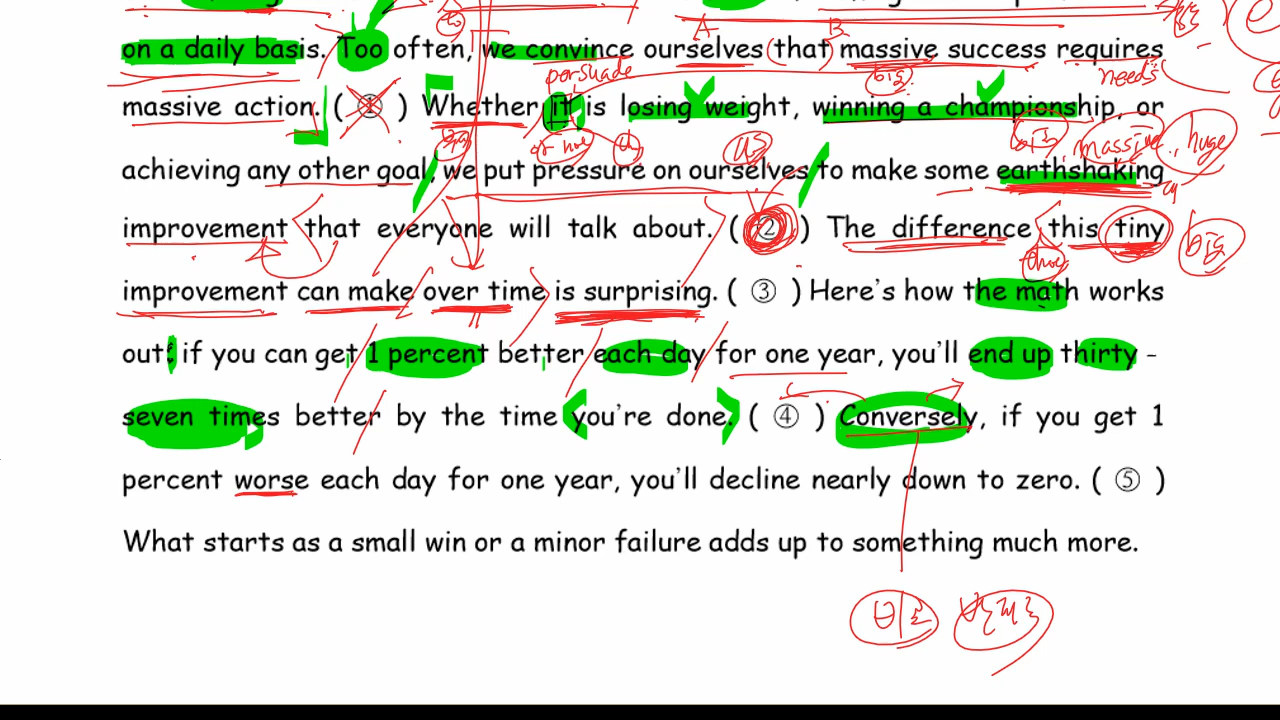 on a daily basis. Too often, we convince ourselves (that) massive success requires
persuade
big
needs
massive action. ( ① ) Whether it is losing weight, winning a championship, or
or not
as
massive, huge
achieving any other goal, we put pressure on ourselves to make some earthshaking
improvement that everyone will talk about. ( ② ) The difference this tiny
improvement can make over time is surprising. ( ③ ) Here's how the math works
out: if you can get 1 percent better each day for one year, you'll end up thirty -
seven times better by the time you're done. ( ④ ) Conversely, if you get 1
percent worse each day for one year, you'll decline nearly down to zero. ( ⑤ )
What starts as a small win or a minor failure adds up to something much more.